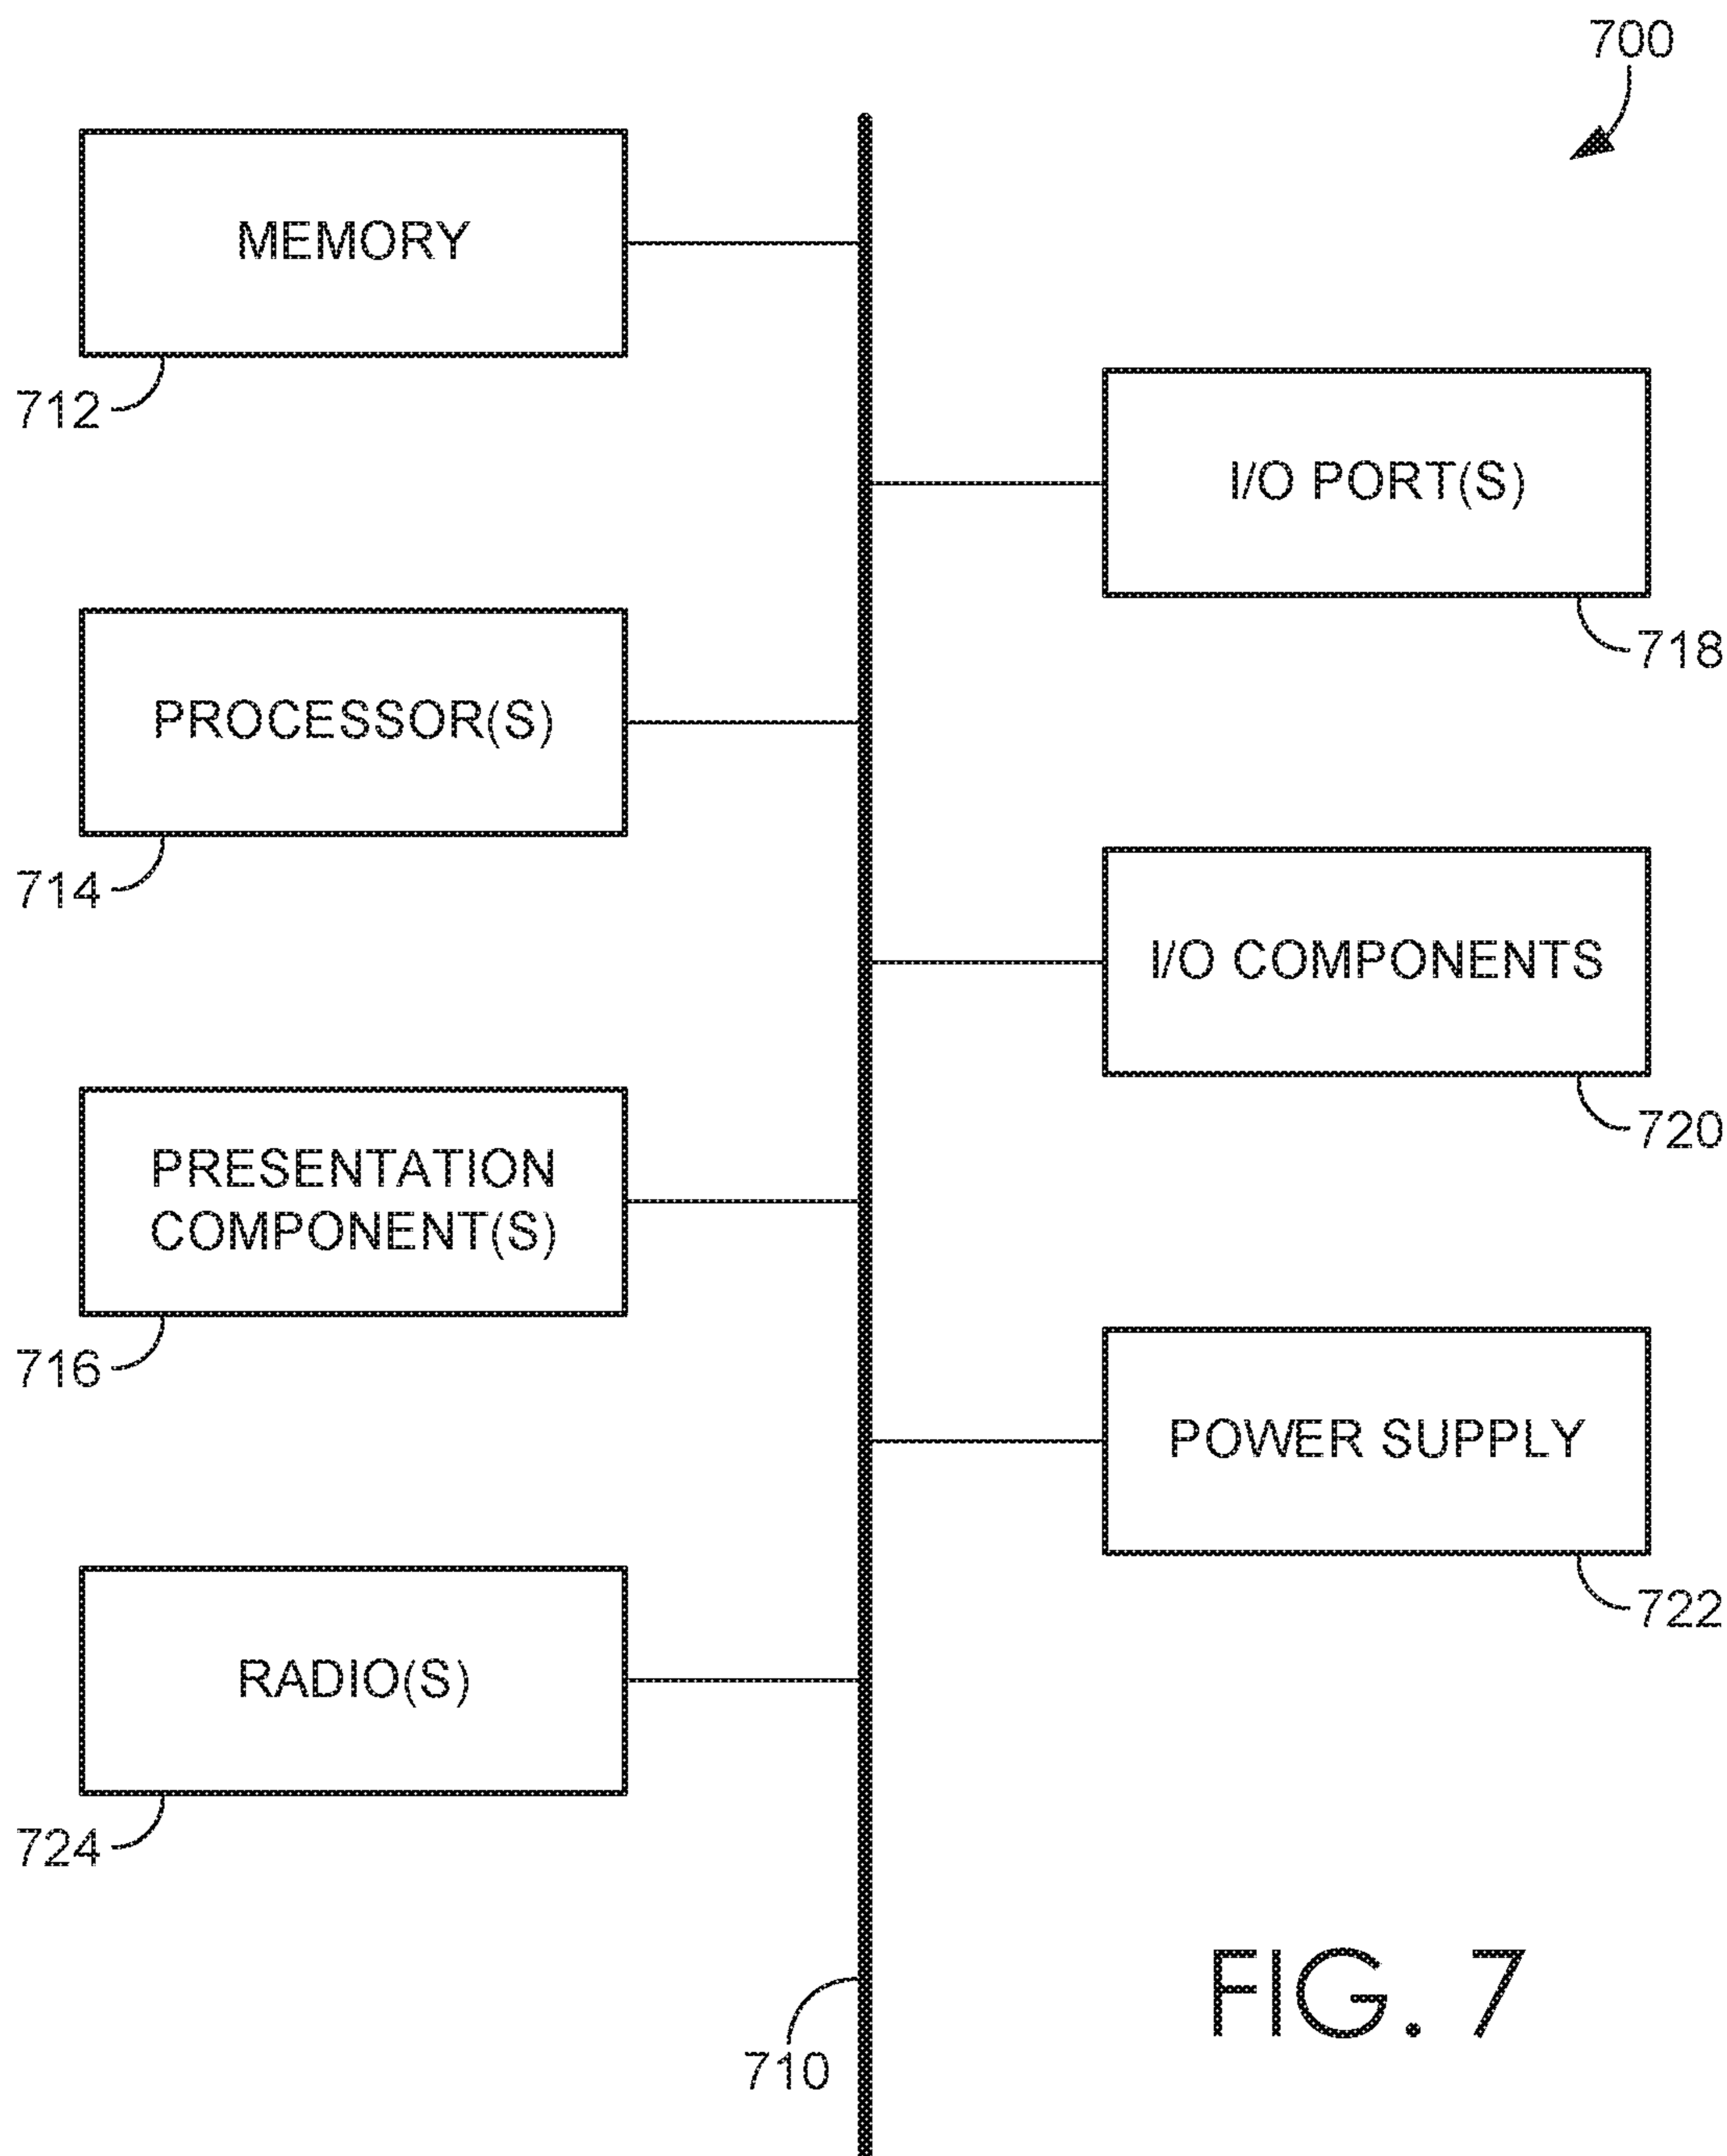 700
MEMORY
712
I/O PORT(S)
718
PROCESSOR(S)
714
I/O COMPONENTS
720
PRESENTATION
COMPONENT(S)
716
POWER SUPPLY
722
RADIO(S)
724
710
FIG. 7